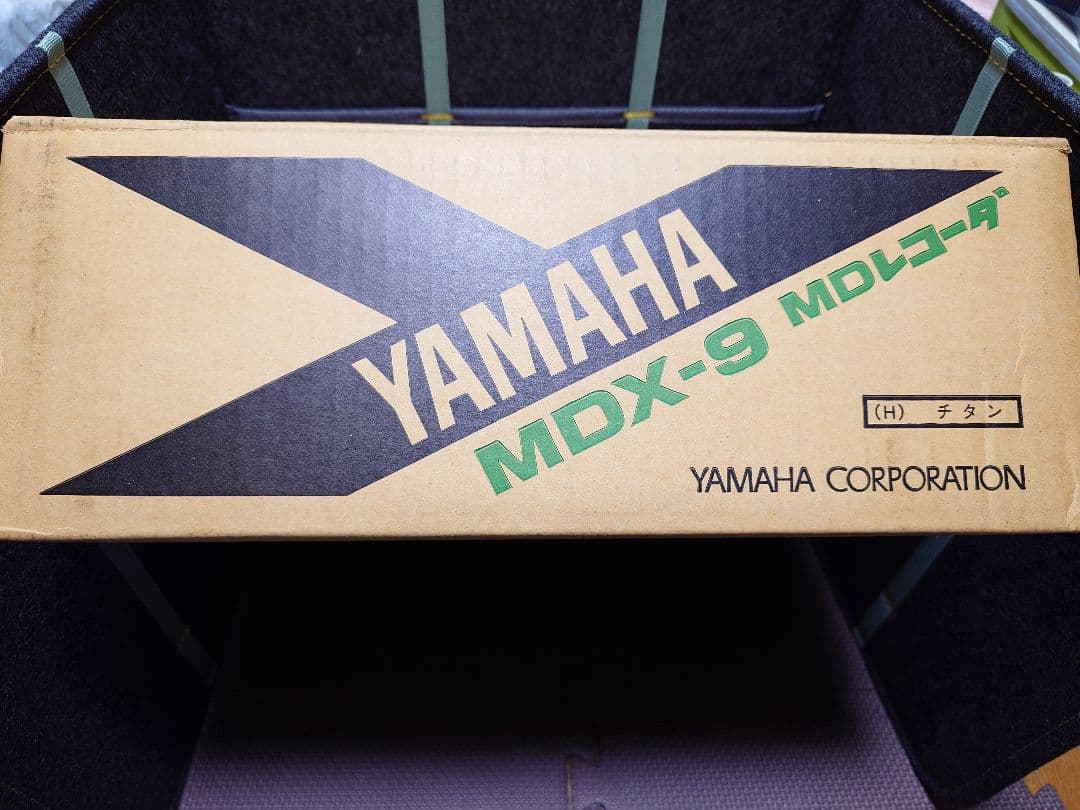 YAMAHA
MDX-9 MDレコーダ
(H) チタン
YAMAHA CORPORATION